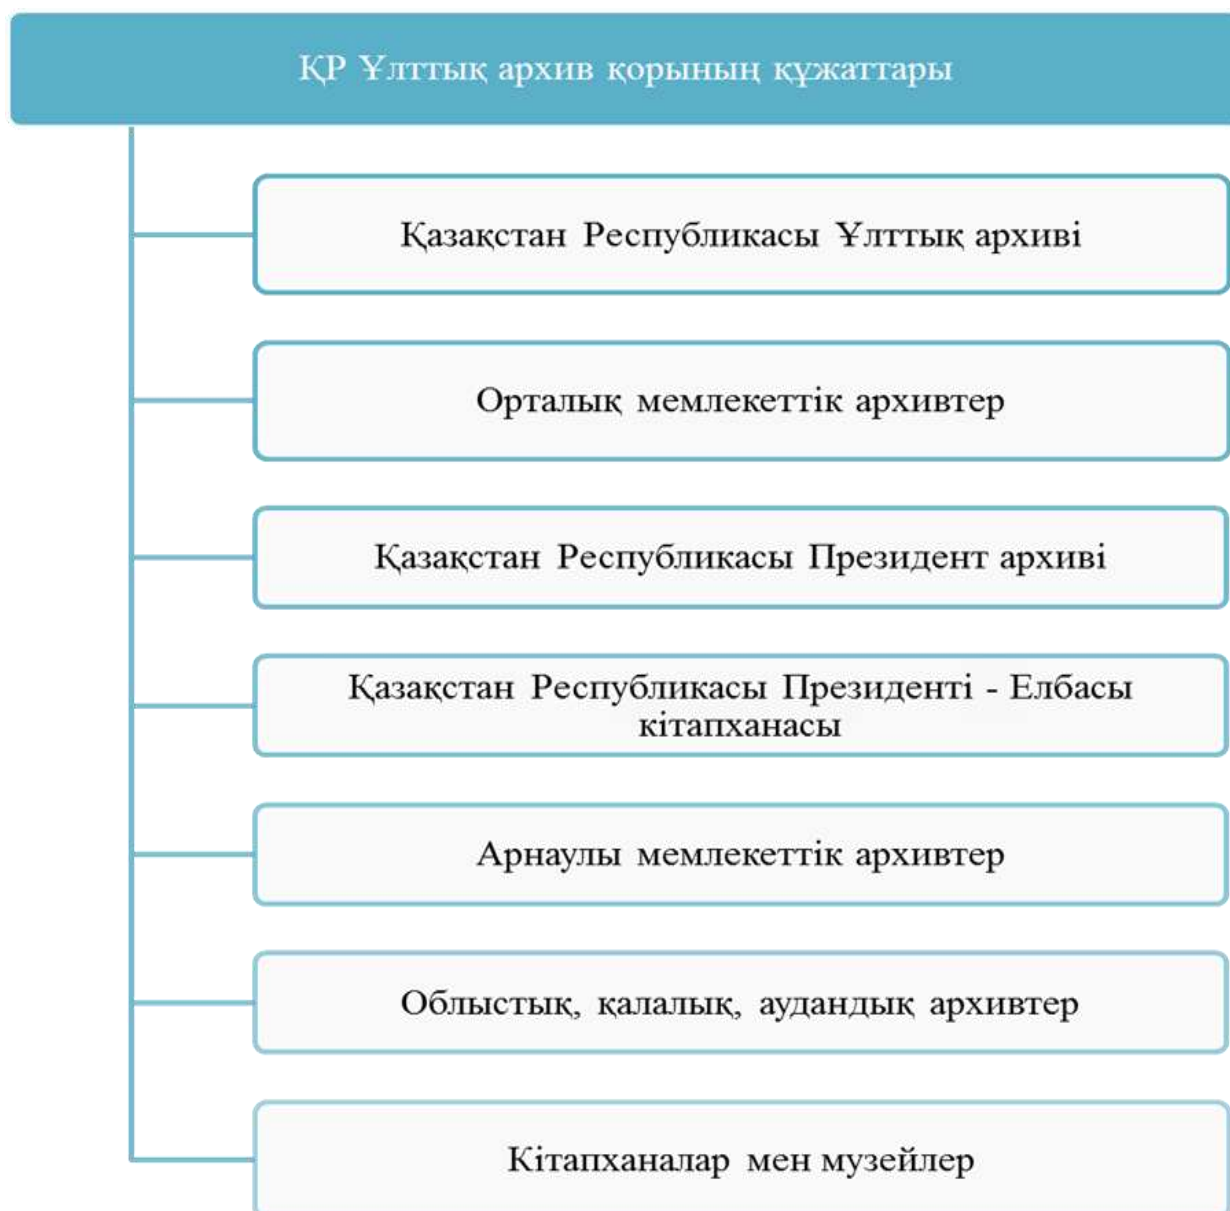 ҚР Ұлттық архив қорының құжаттары
Қазақстан Республикасы Ұлттық архиві
Орталық мемлекеттік архивтер
Қазақстан Республикасы Президент архиві
Қазақстан Республикасы Президенті - Елбасы
кітапханасы
Арнаулы мемлекеттік архивтер
Облыстық, қалалық, аудандық архивтер
Кітапханалар мен музейлер